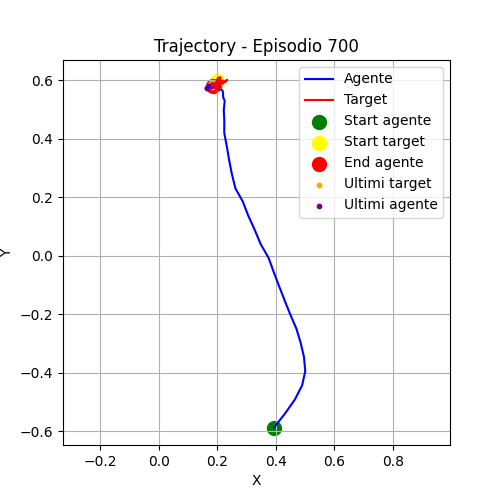 Trajectory - Episodio 700
Agente
Target
Start agente
Start target
End agente
Ultimi target
Ultimi agente
Y
0.6
0.4
0.2
0.0
−0.2
−0.4
−0.6
−0.2
0.0
0.2
0.4
0.6
0.8
X